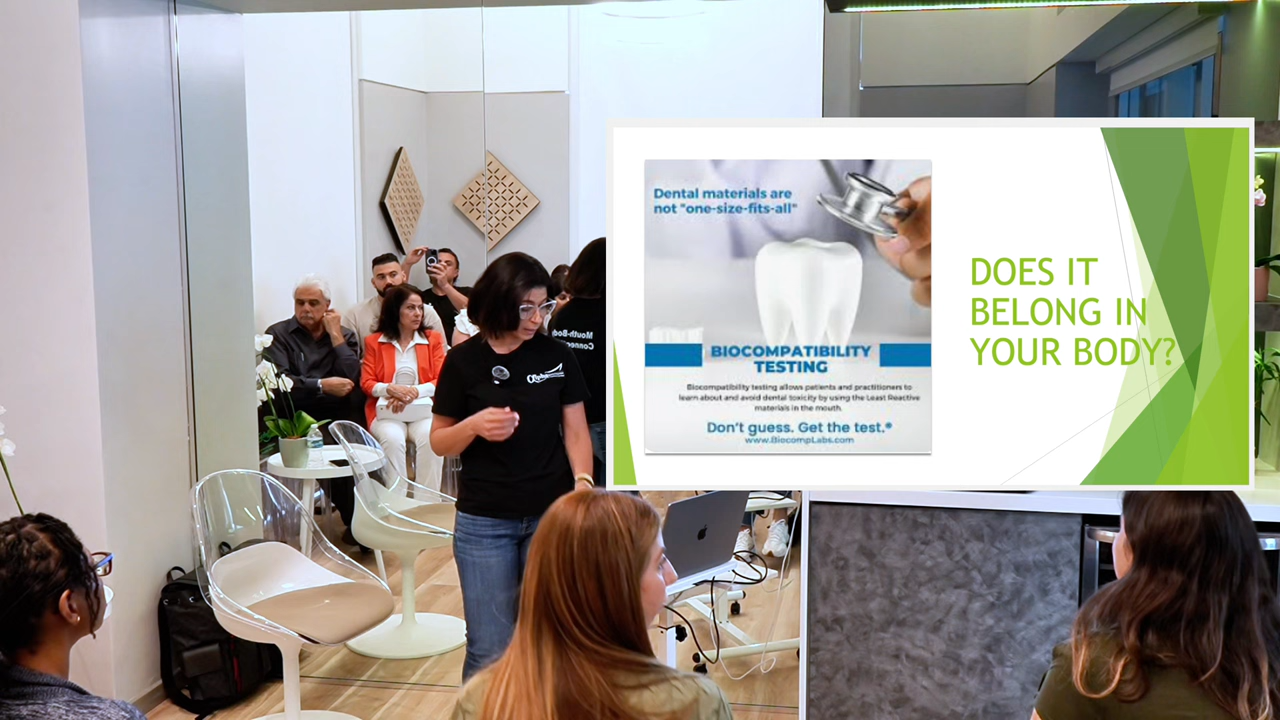 Dental materials are
not "one-size-fits-all"
BIOCOMPATIBILITY
TESTING
Biocompatibility testing allows patients and practitioners to
learn about and avoid dental toxicity by using the Least Reactive
materials in the mouth.
Don't guess. Get the test.®
www.BiocompLabs.com
DOES IT
BELONG IN
YOUR BODY?
Mouth-Body